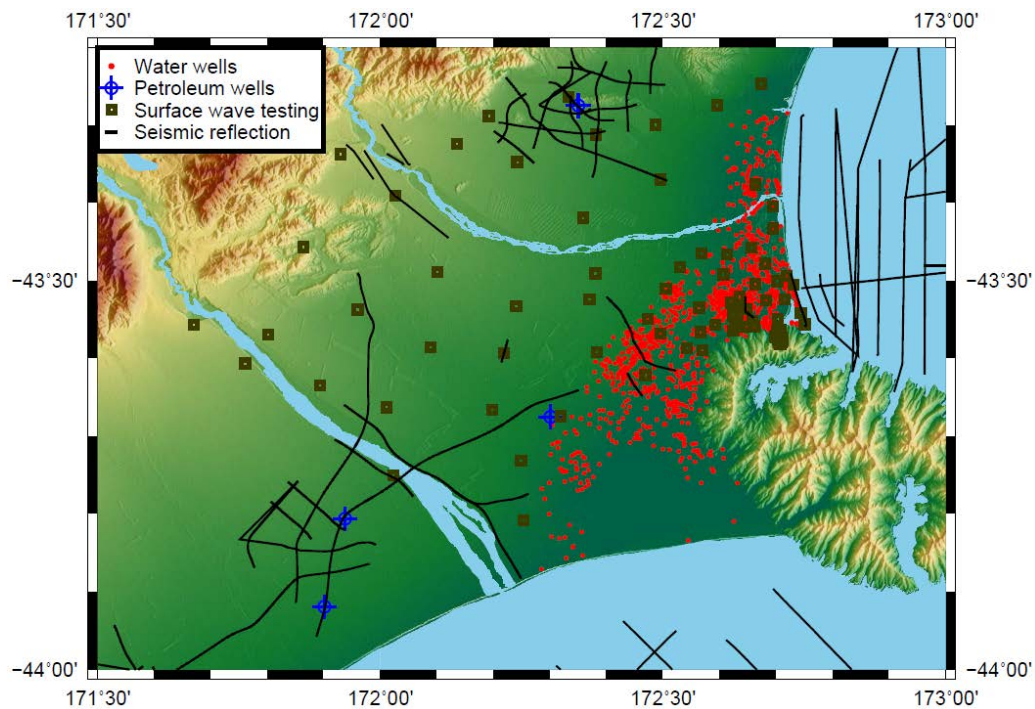 171°30' 172°00' 172°30' 173°00'
Water wells
Petroleum wells
Surface wave testing
Seismic reflection
−43°30' −43°30'
−44°00' −44°00'
171°30' 172°00' 172°30' 173°00'